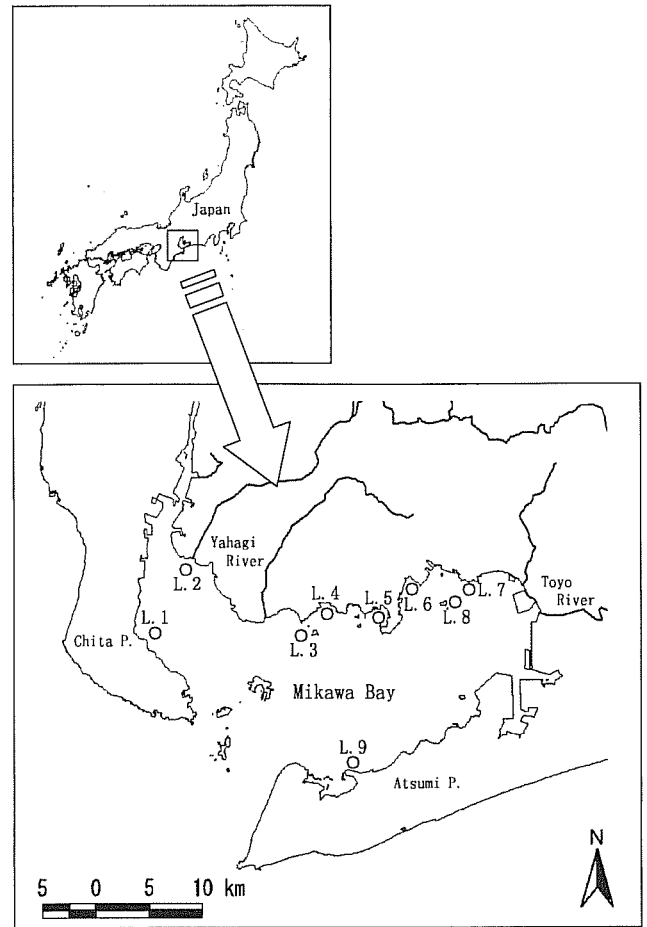 Japan
Yahagi
River
L. 2
L. 1
Chita P.
L. 4
L. 5
L. 6
L. 7
L. 8
L. 3
Toyo
River
Mikawa Bay
L. 9
Atsumi P.
N
5 0 5 10 km